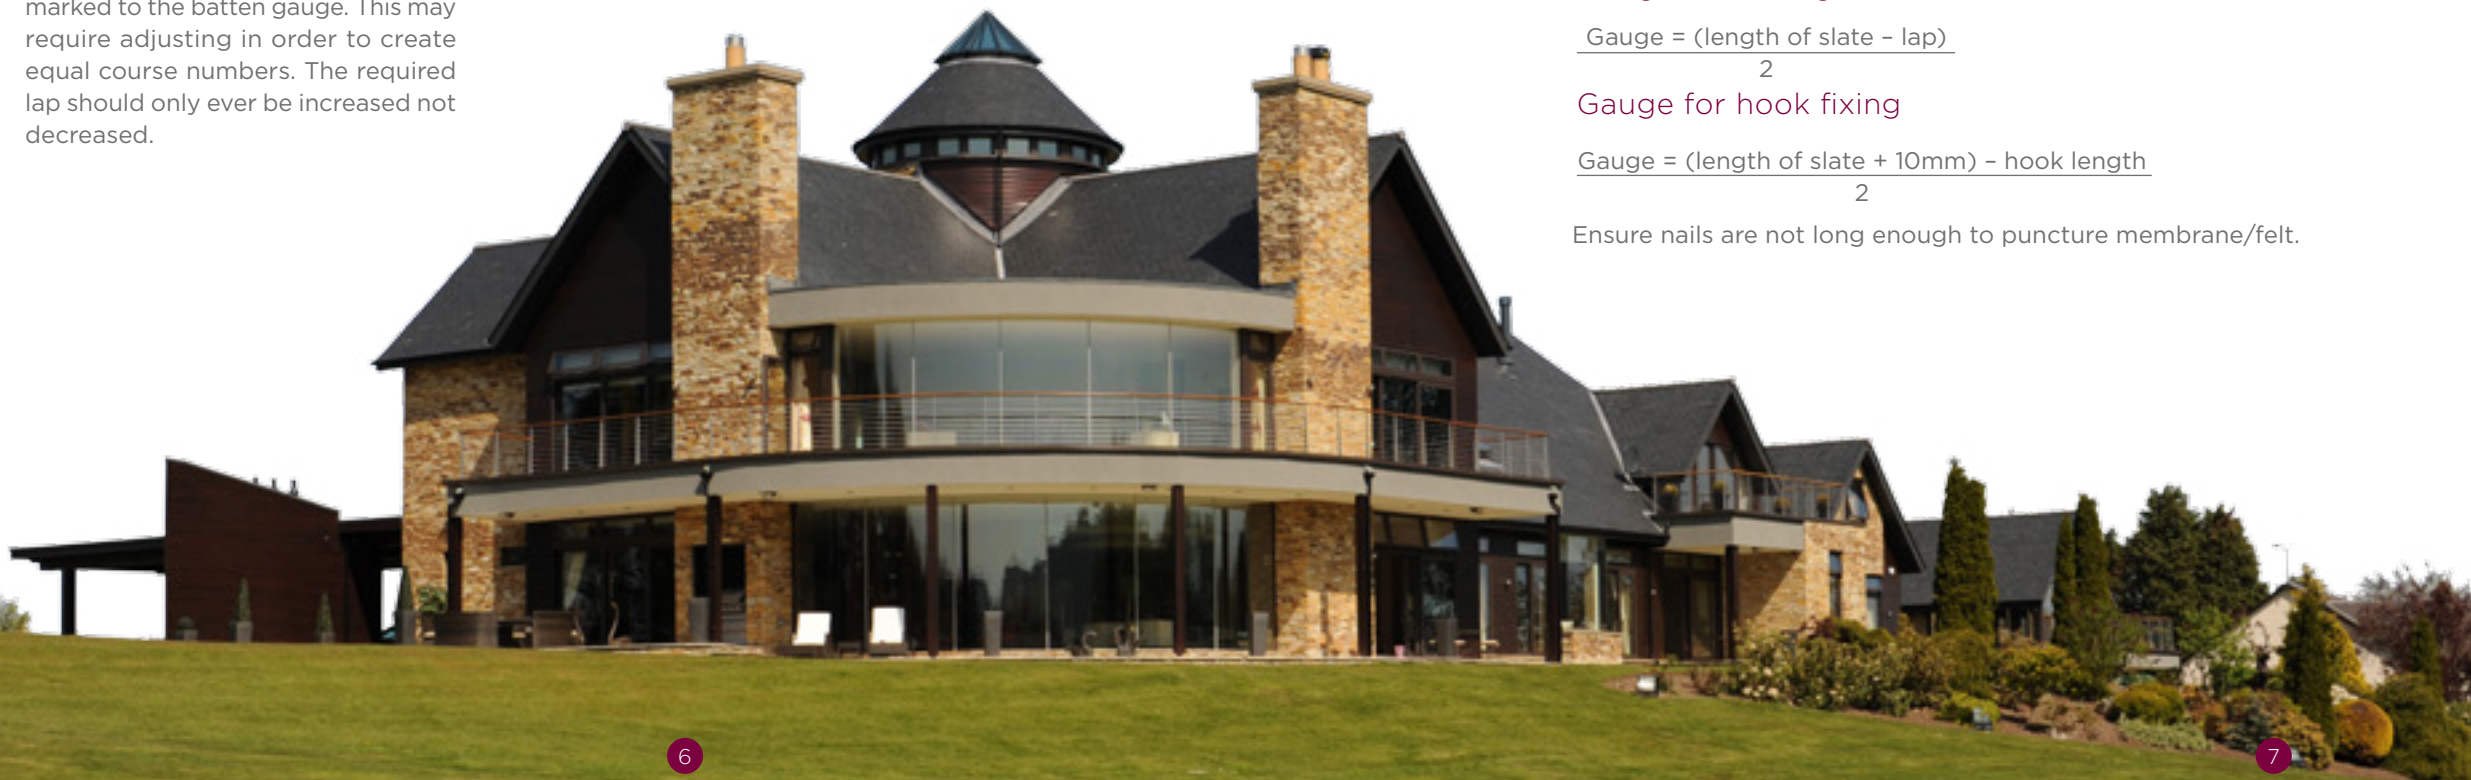 marked to the batten gauge. This may
require adjusting in order to create
equal course numbers. The required
lap should only ever be increased not
decreased.
6
Gauge = (length of slate – lap)
2
Gauge for hook fixing
Gauge = (length of slate + 10mm) – hook length
2
Ensure nails are not long enough to puncture membrane/felt.
7